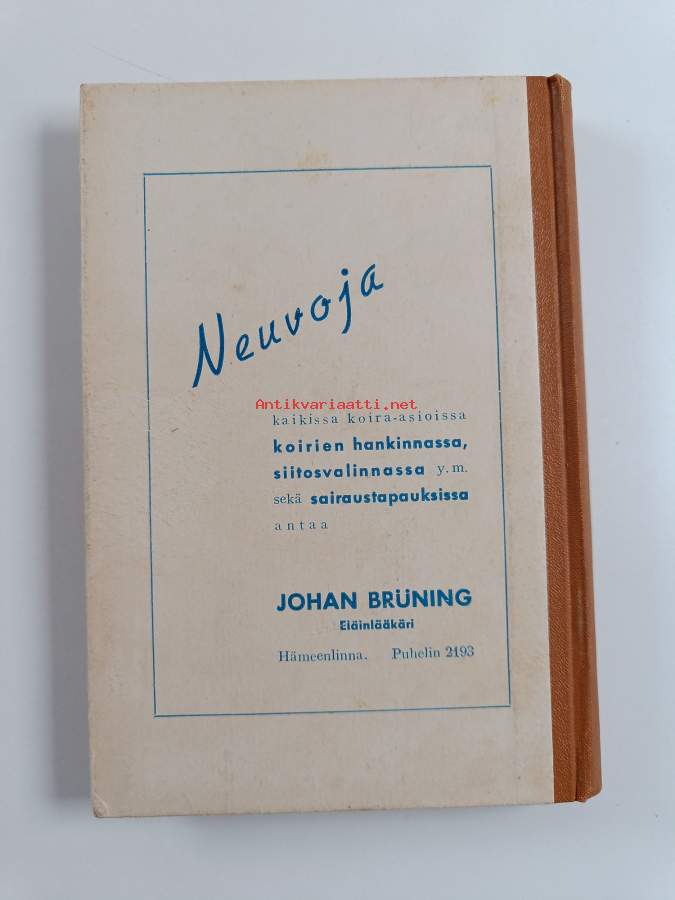 Neuvoja
Antikvariaatti.net
kaikissa koira-asioissa
koirien hankinnassa,
siitosvalinnassa y.m.
sekä sairaustapauksissa
antaa
JOHAN BRÜNING
Eläinlääkäri
Hämeenlinna. Puhelin 2193